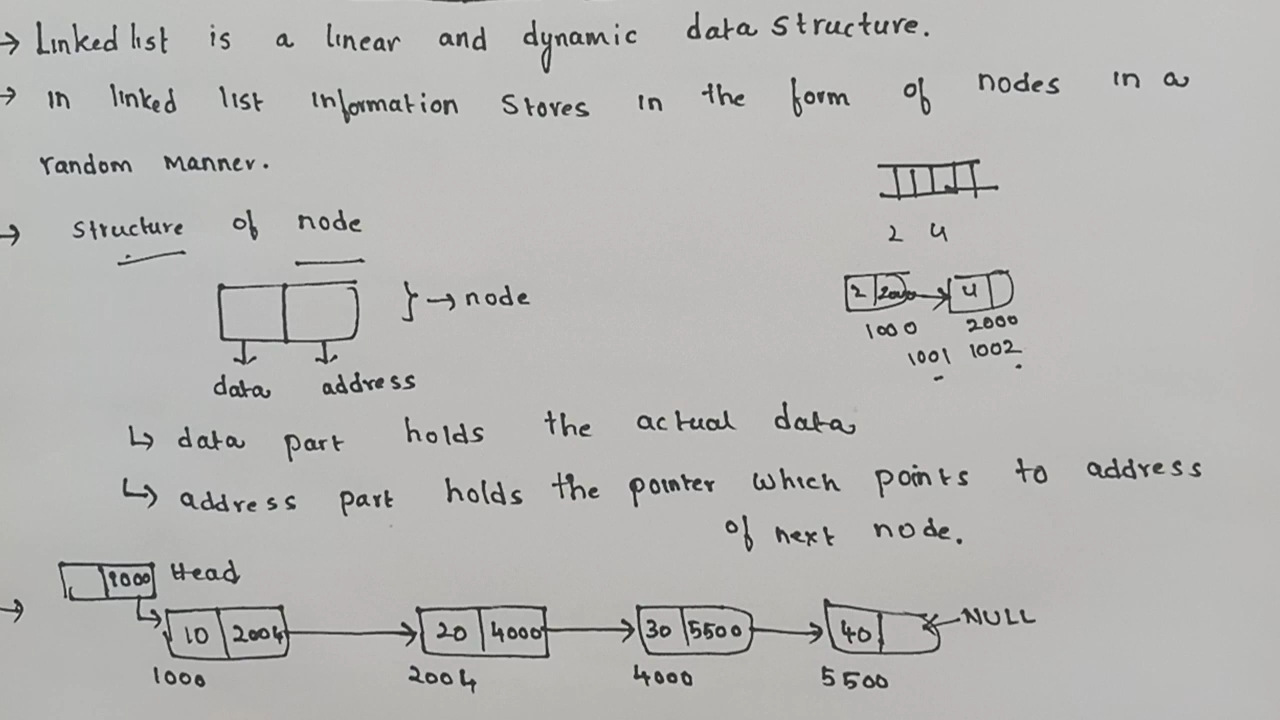 → Linked list is a linear and dynamic data structure.
→ in linked list information Stores in the form of nodes in a
random manner.
→ Structure of node
2 4
} → node
2 2000 → 4
1000 2000
1001 1002
data address
↳ data part holds the actual data
↳ address part holds the pointer which points to address
of next node.
→ 1000 Head
10 2004 → 20 4000 → 30 5500 → 40 NULL
1000 2004 4000 5500